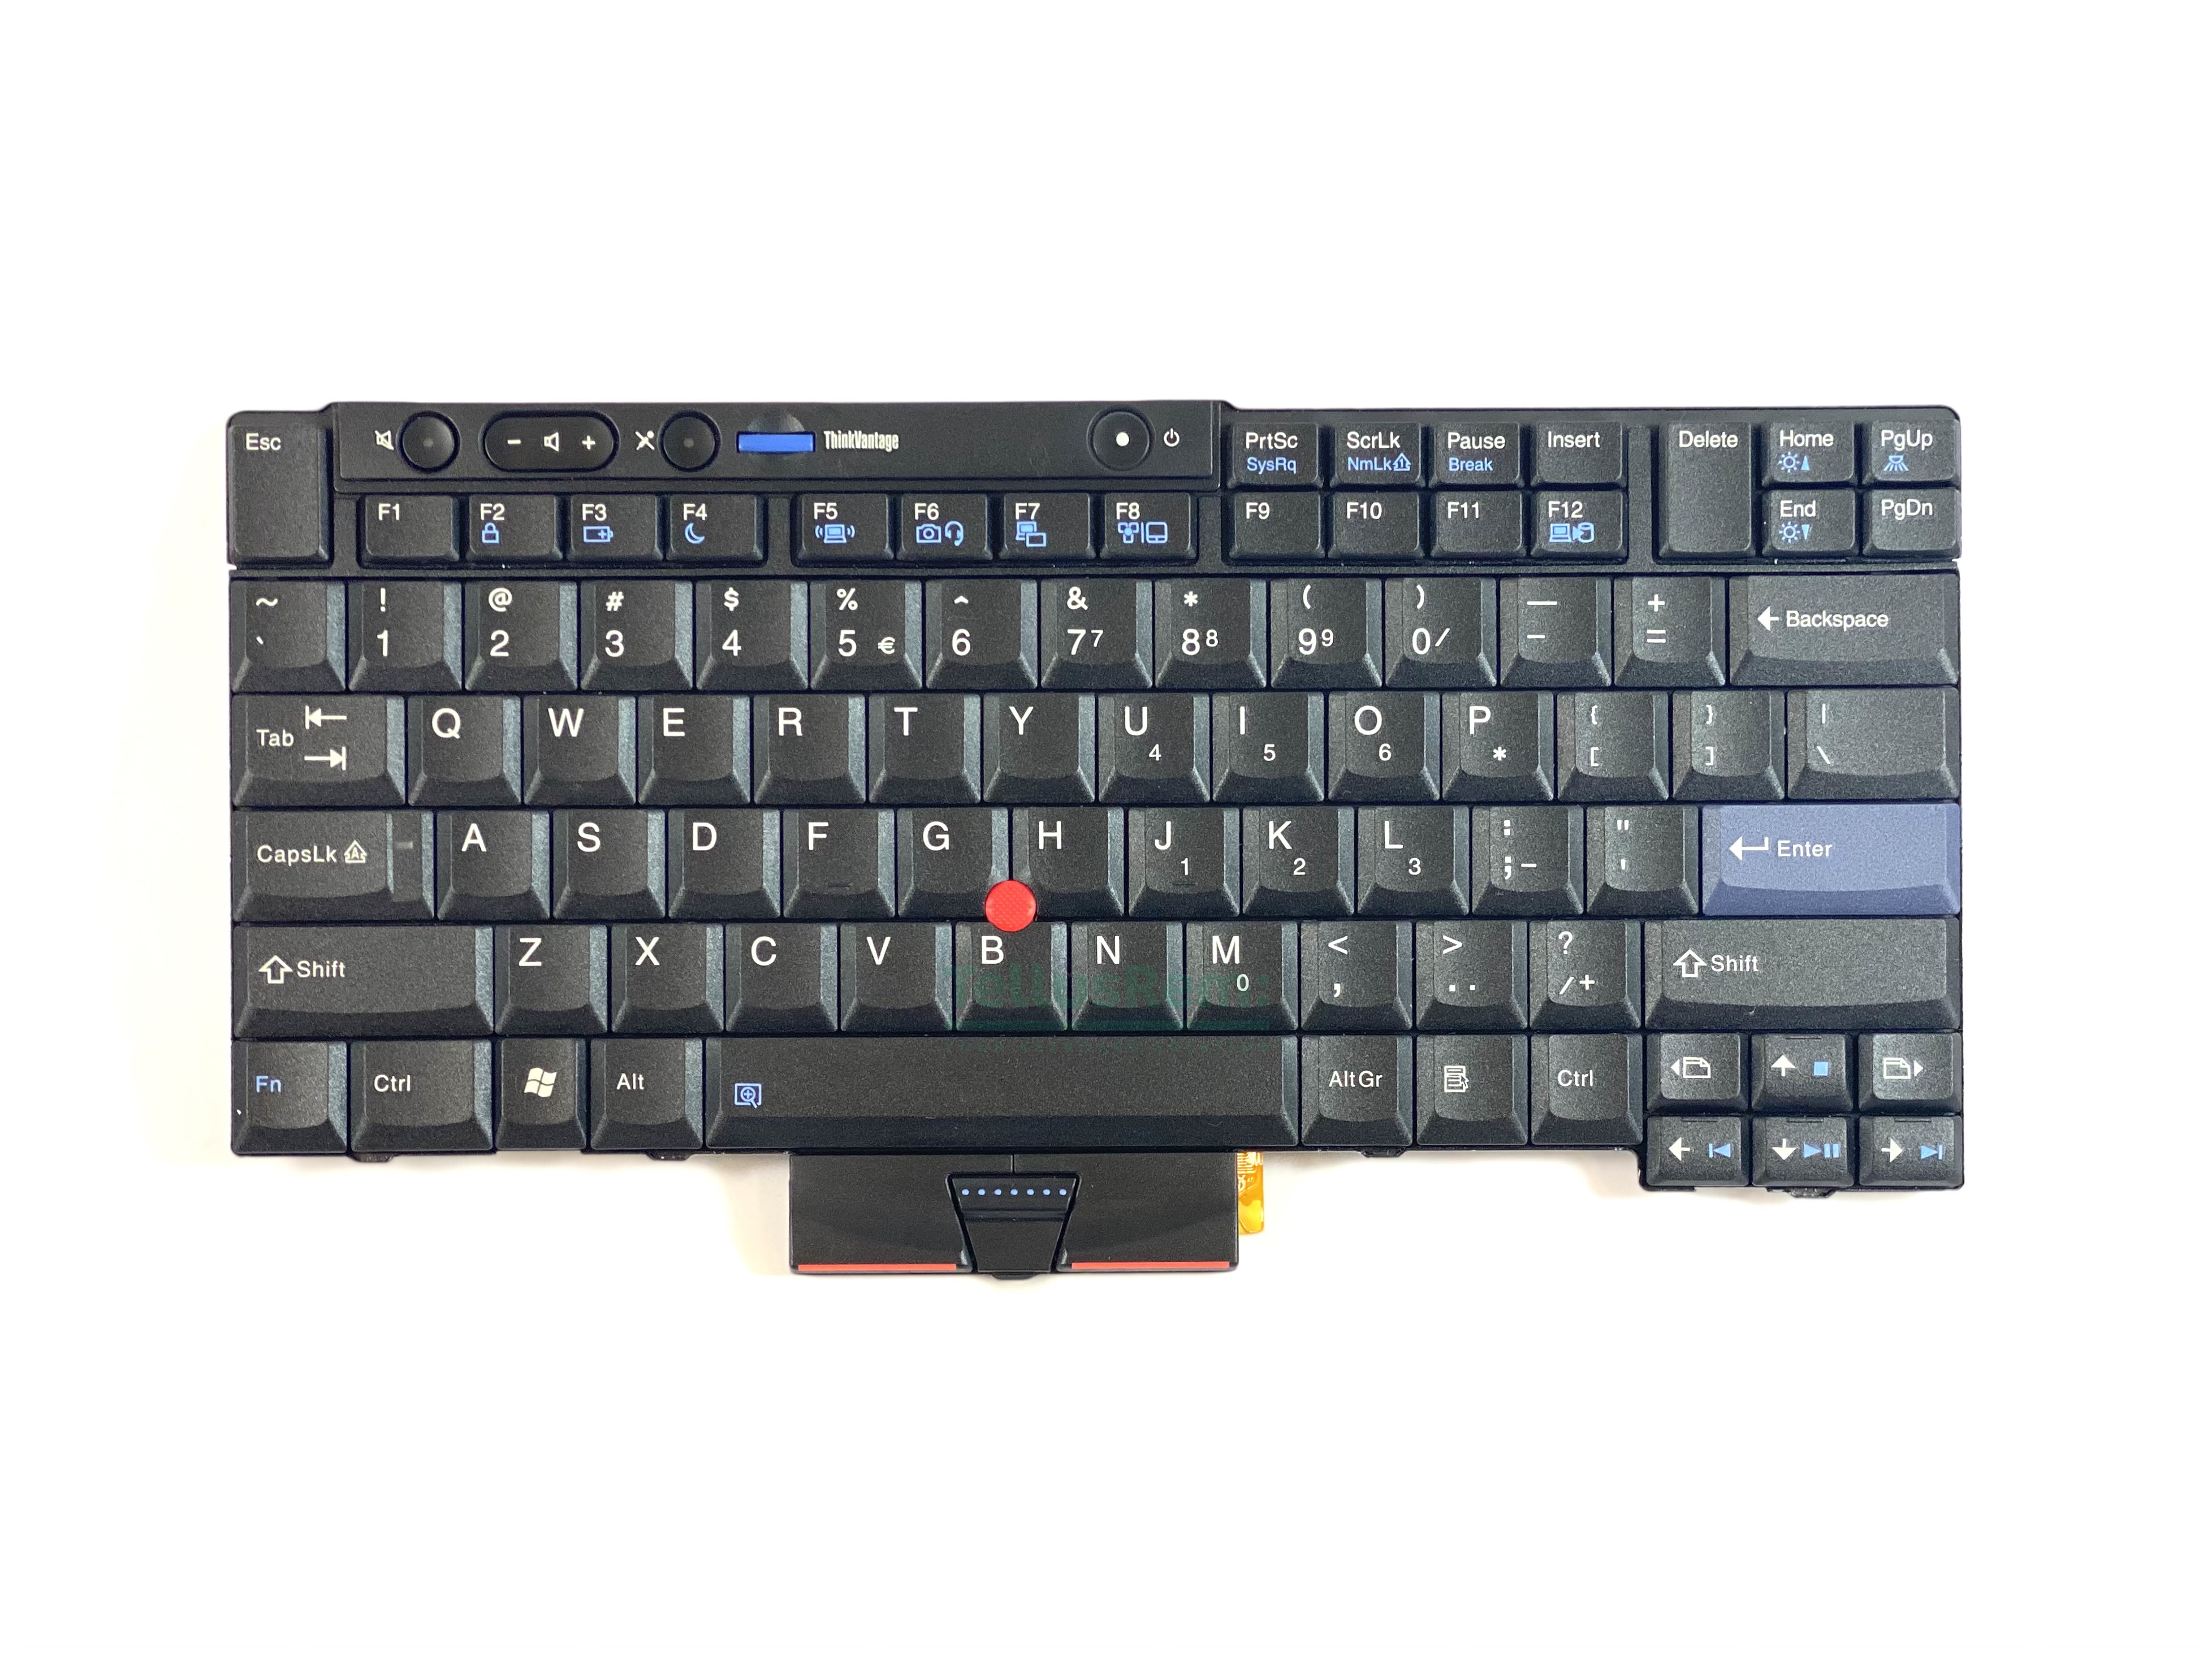 Esc
ThinkVantage
PrtSc ScrLk Pause Insert Delete Home PgUp
SysRq NmLk Break
F1 F2 F3 F4 F5 F6 F7 F8 F9 F10 F11 F12 End PgDn
~ ! @ # $ % ^ & * ( ) — +
` 1 2 3 4 5 € 6 7 7 8 8 9 9 0 / - = Backspace
Tab Q W E R T Y U I O P { } |
4 5 6 * [ ] \
CapsLk A S D F G H J K L : " Enter
1 2 3 ; - '
Shift Z X C V B N M < > ? Shift
0 , . . / +
Fn Ctrl Alt AltGr Ctrl